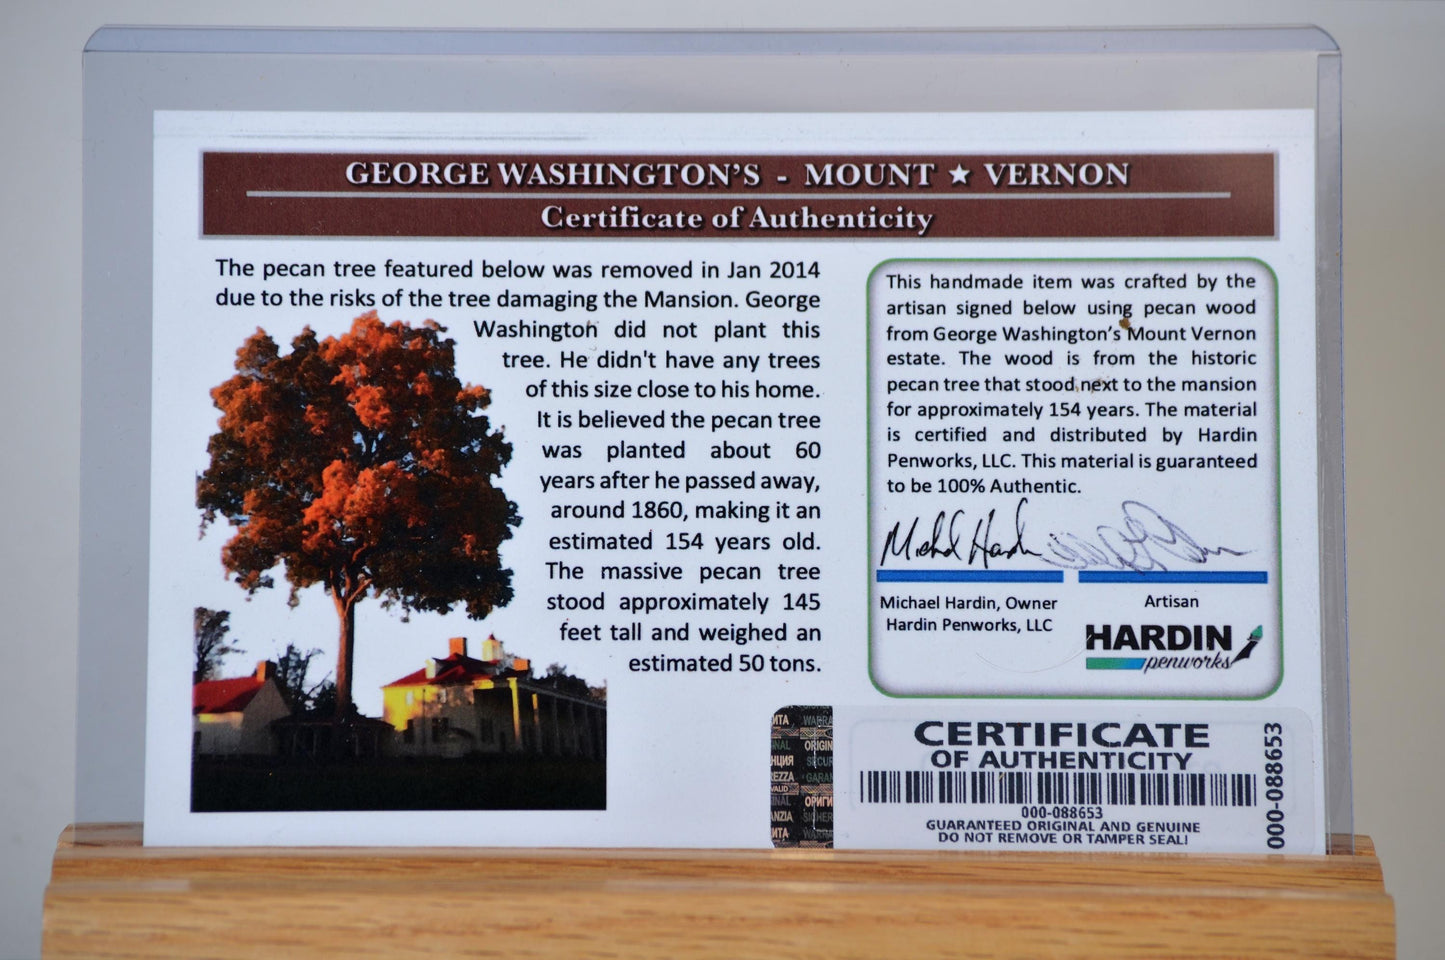 GEORGE WASHINGTON'S - MOUNT ★ VERNON
Certificate of Authenticity
The pecan tree featured below was removed in Jan 2014
due to the risks of the tree damaging the Mansion. George
Washington did not plant this
tree. He didn't have any trees
of this size close to his home.
It is believed the pecan tree
was planted about 60
years after he passed away,
around 1860, making it an
estimated 154 years old.
The massive pecan tree
stood approximately 145
feet tall and weighed an
estimated 50 tons.
This handmade item was crafted by the
artisan signed below using pecan wood
from George Washington's Mount Vernon
estate. The wood is from the historic
pecan tree that stood next to the mansion
for approximately 154 years. The material
is certified and distributed by Hardin
Penworks, LLC. This material is guaranteed
to be 100% Authentic.
Michael Hardin, Owner
Hardin Penworks, LLC
Artisan
HARDIN
penworks
CERTIFICATE
OF AUTHENTICITY
000-088653
GUARANTEED ORIGINAL AND GENUINE
DO NOT REMOVE OR TAMPER SEAL!
000-088653